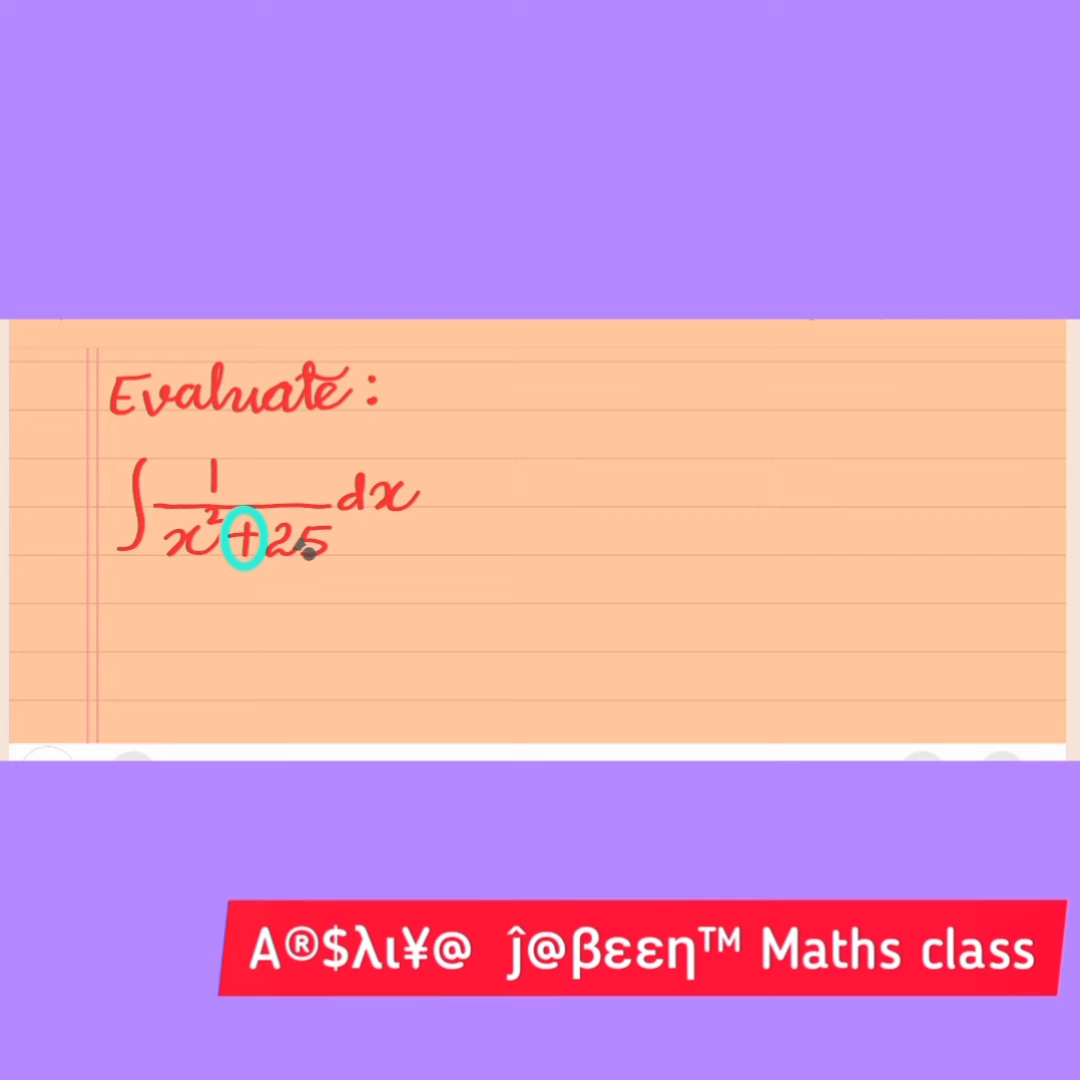 Evaluate :
∫ 1/(x²+25) dx
A®$λι¥@ ĵ@βεεη™ Maths class